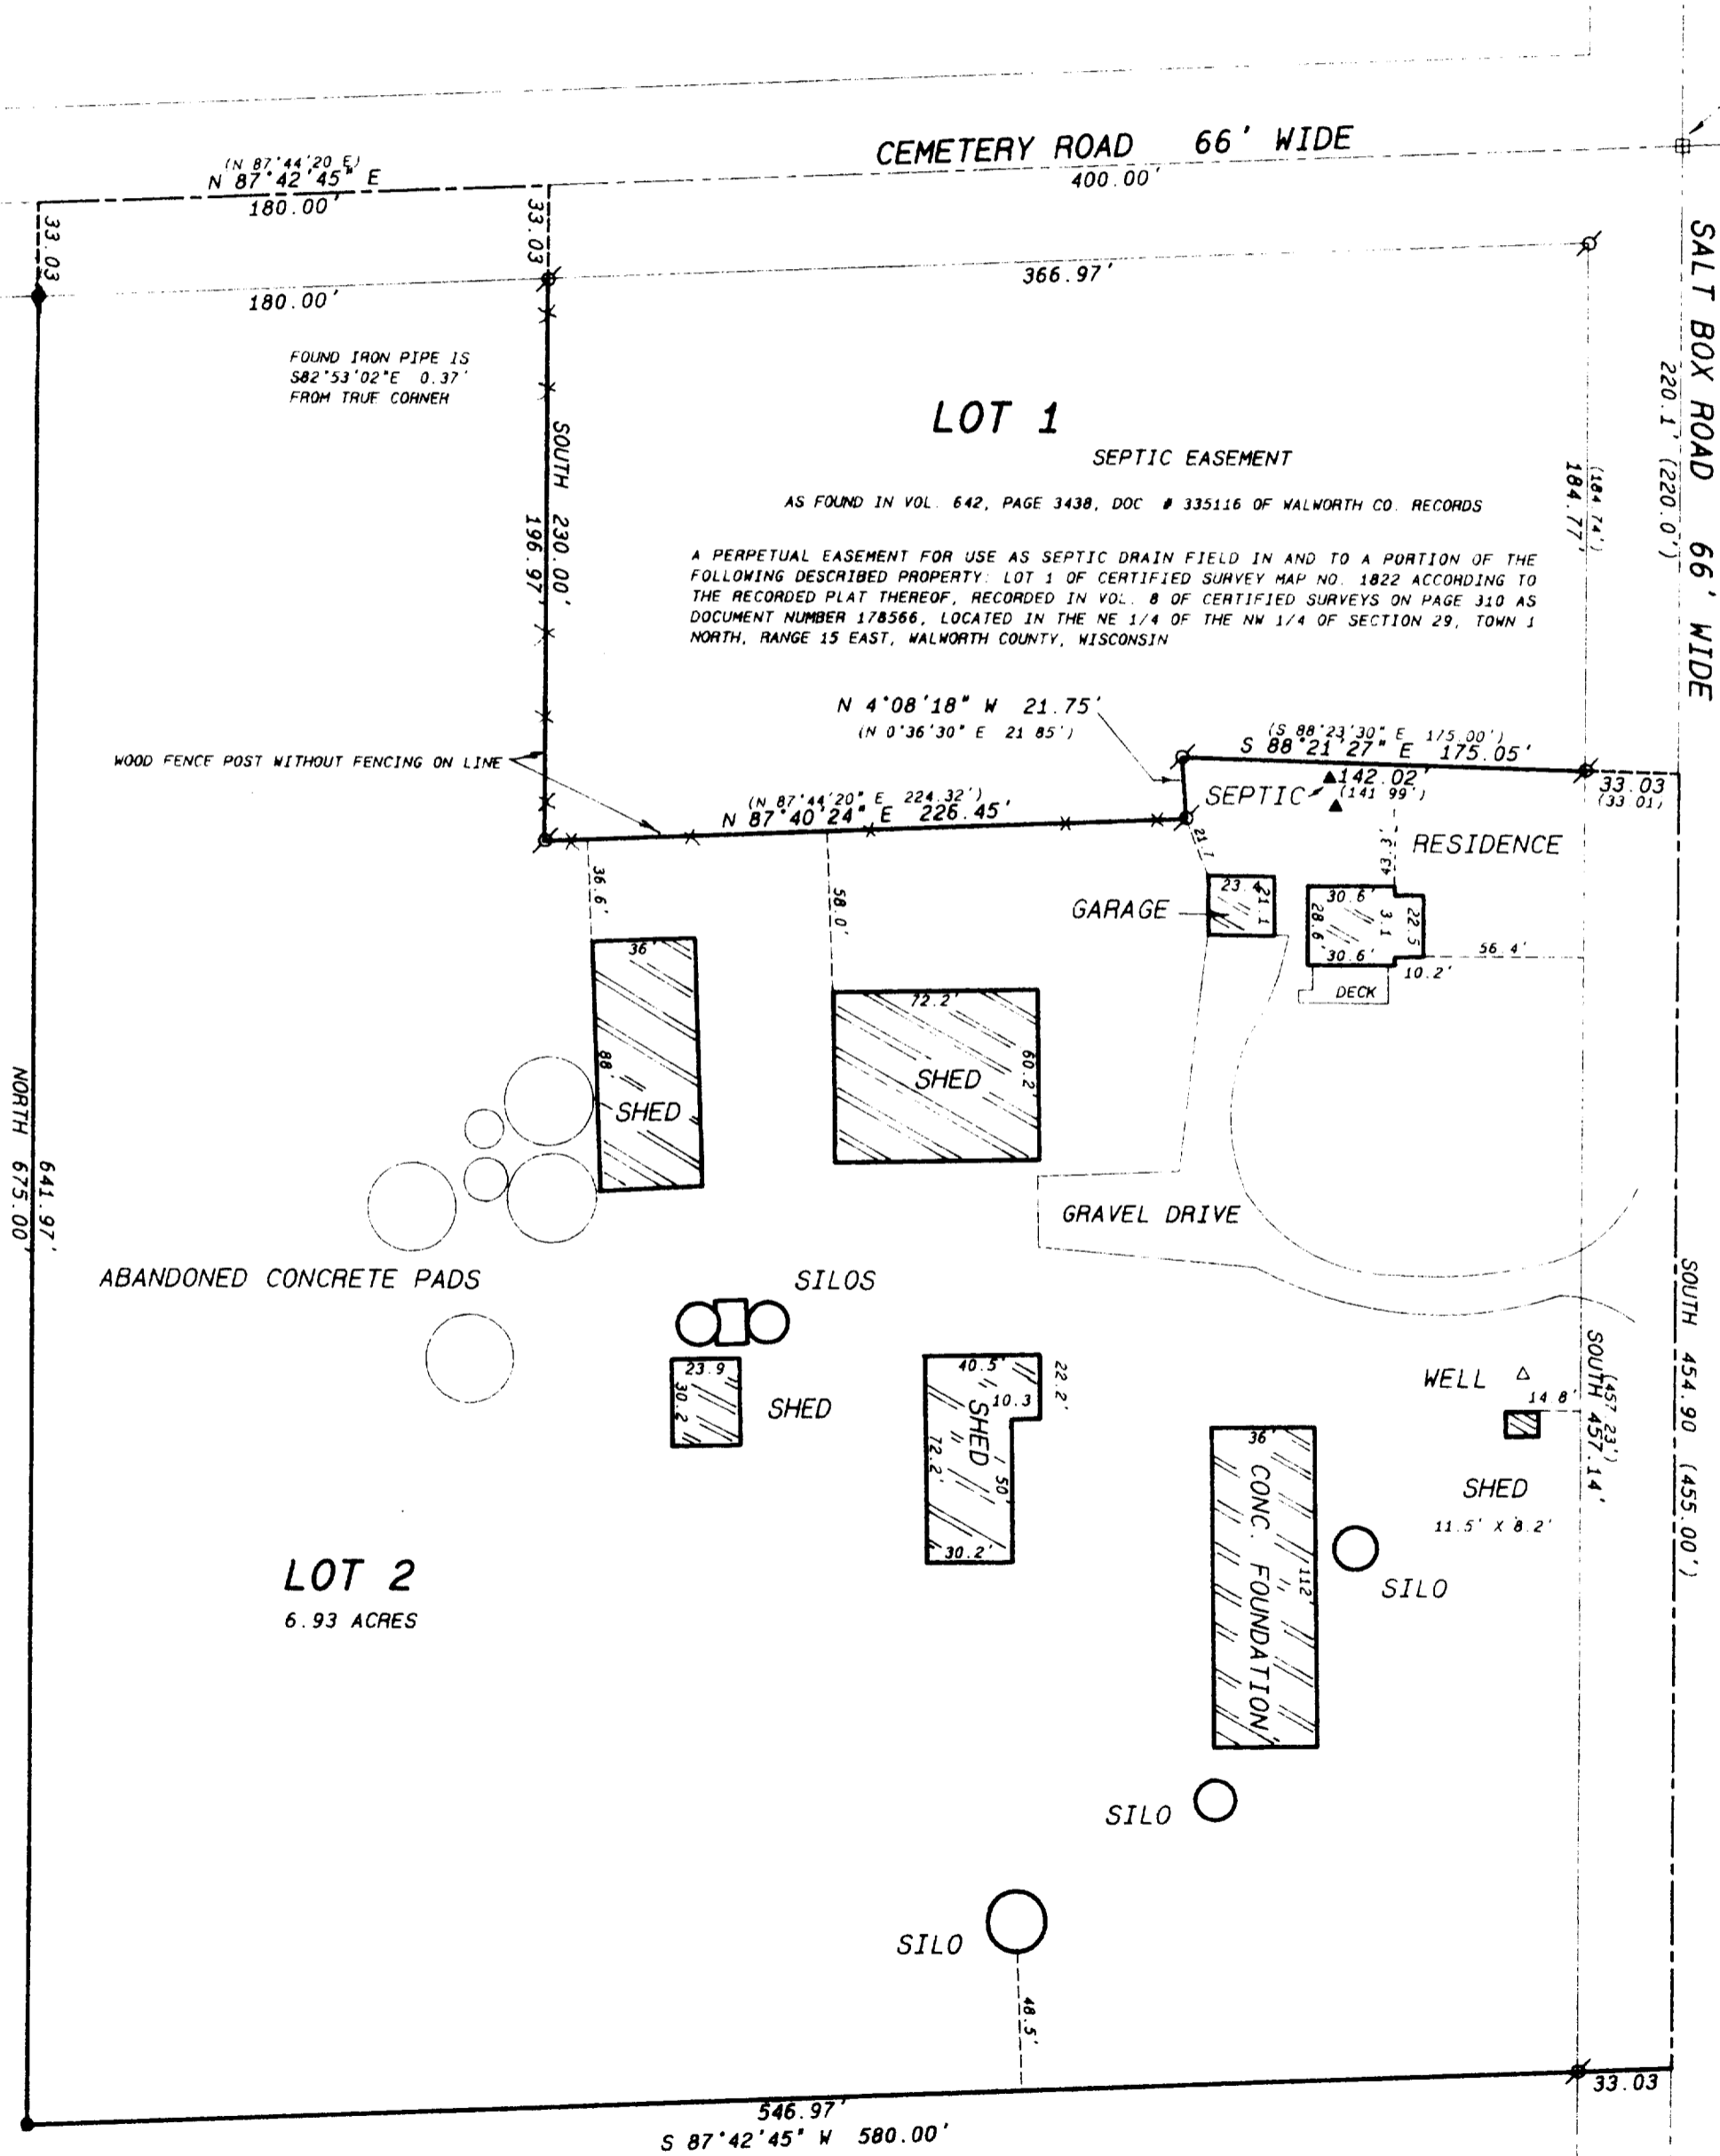 CEMETERY ROAD 66' WIDE
400.00'
(N 87°44'20 E)
N 87°42'45" E
180.00'
33.03
33.03
180.00'
366.97'
SALT BOX ROAD 66' WIDE
220.1' (220.0')
(184.74')
184.77'
FOUND IRON PIPE IS
S82°53'02"E 0.37'
FROM TRUE CORNER
SOUTH 230.00'
196.97'
LOT 1
SEPTIC EASEMENT
AS FOUND IN VOL. 642, PAGE 3438, DOC # 335116 OF WALWORTH CO. RECORDS
A PERPETUAL EASEMENT FOR USE AS SEPTIC DRAIN FIELD IN AND TO A PORTION OF THE
FOLLOWING DESCRIBED PROPERTY: LOT 1 OF CERTIFIED SURVEY MAP NO. 1822 ACCORDING TO
THE RECORDED PLAT THEREOF, RECORDED IN VOL. 8 OF CERTIFIED SURVEYS ON PAGE 310 AS
DOCUMENT NUMBER 178566, LOCATED IN THE NE 1/4 OF THE NW 1/4 OF SECTION 29, TOWN 1
NORTH, RANGE 15 EAST, WALWORTH COUNTY, WISCONSIN
N 4°08'18" W 21.75'
(N 0°36'30" E 21 85')
(S 88°23'30" E 175.00')
S 88°21'27" E 175.05'
WOOD FENCE POST WITHOUT FENCING ON LINE
142.02'
(141 99')
SEPTIC
33.03
(33.01)
(N 87°44'20" E 224.32')
N 87°40'24" E 226.45'
21.1
43.3'
RESIDENCE
36.6'
58.0'
GARAGE
23.4
21.1
30.6'
28.6'
3.1
22.5
30.6'
10.2'
56.4'
DECK
36'
88'
SHED
72.2'
60.2'
SHED
GRAVEL DRIVE
NORTH 675.00'
641.97'
ABANDONED CONCRETE PADS
SILOS
23.9
30.2'
SHED
40.5'
22.2'
10.3
SHED
50'
72.2'
30.2'
WELL
14.8'
SHED
11.5' X 8.2'
(457.23')
SOUTH 457.14'
SOUTH 454.90 (455.00')
36'
CONC. FOUNDATION
112'
SILO
LOT 2
6.93 ACRES
SILO
SILO
48.5'
33.03
546.97'
S 87°42'45" W 580.00'